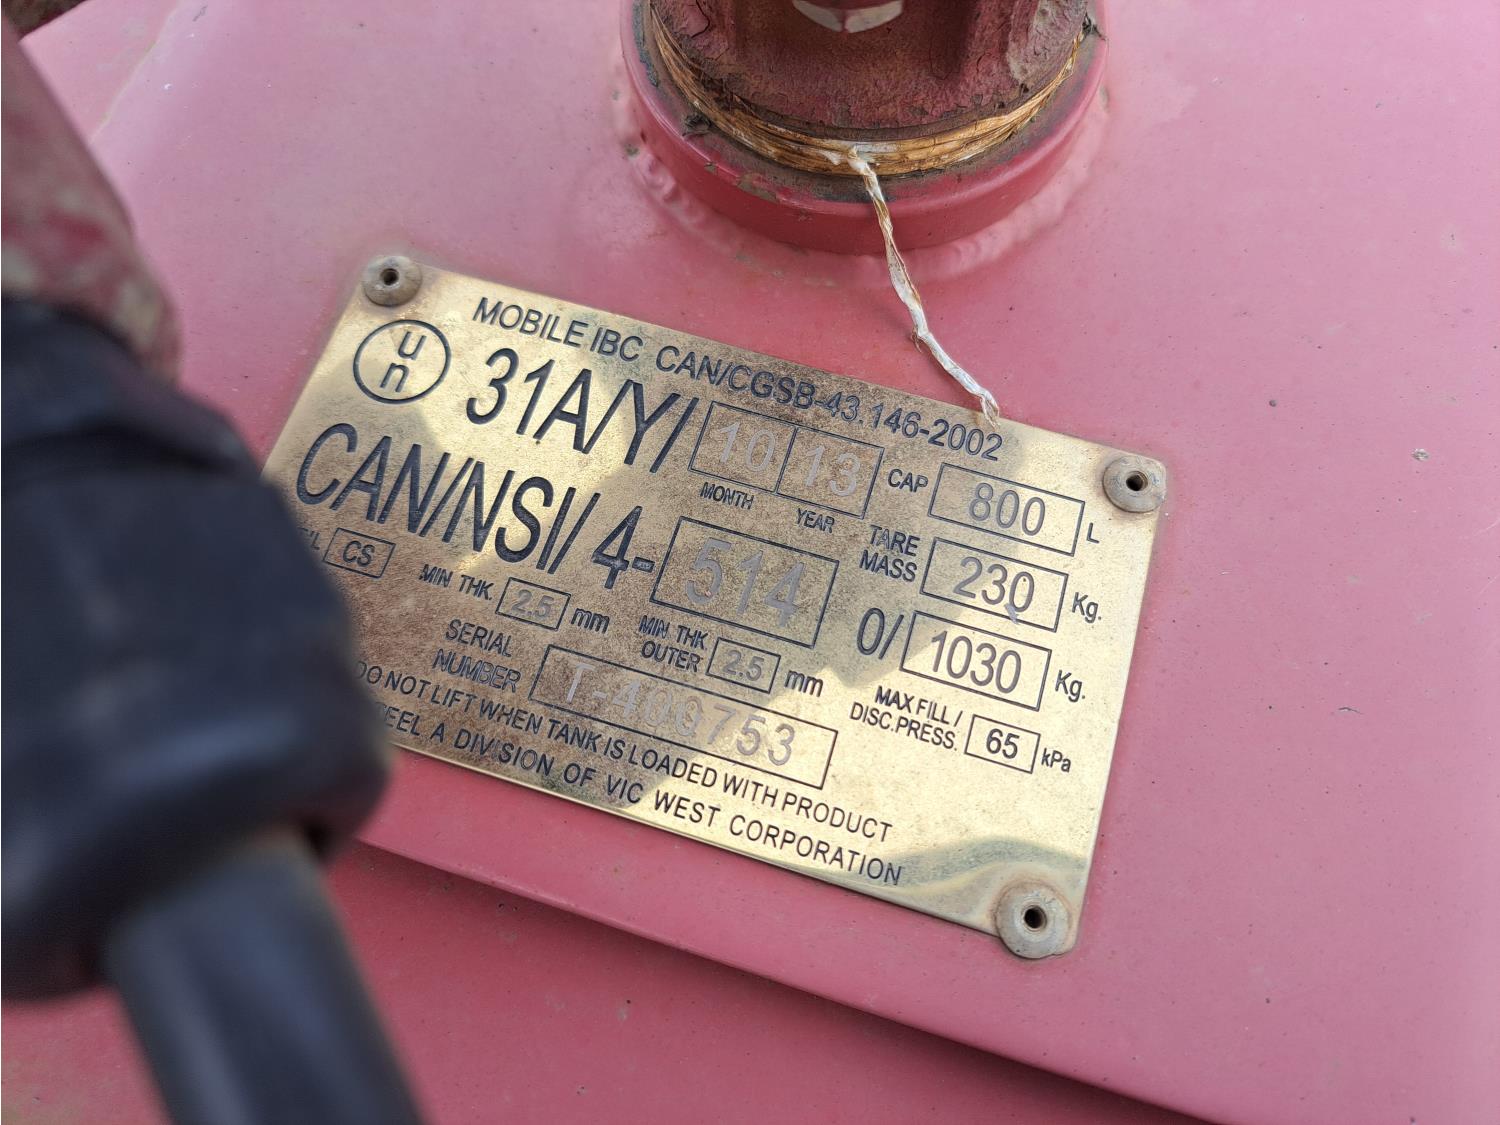 MOBILE IBC CAN/CGSB-43.146-2002
un 31A/Y/ 10 13 CAP 800 L
MONTH YEAR
CAN/NSI/ 4-514 TARE MASS 230 Kg.
CS MIN THK. 2.5 mm MIN THK OUTER 2.5 mm 0/ 1030 Kg.
SERIAL NUMBER T-400753 MAX FILL / DISC.PRESS. 65 kPa
DO NOT LIFT WHEN TANK IS LOADED WITH PRODUCT
A DIVISION OF VIC WEST CORPORATION